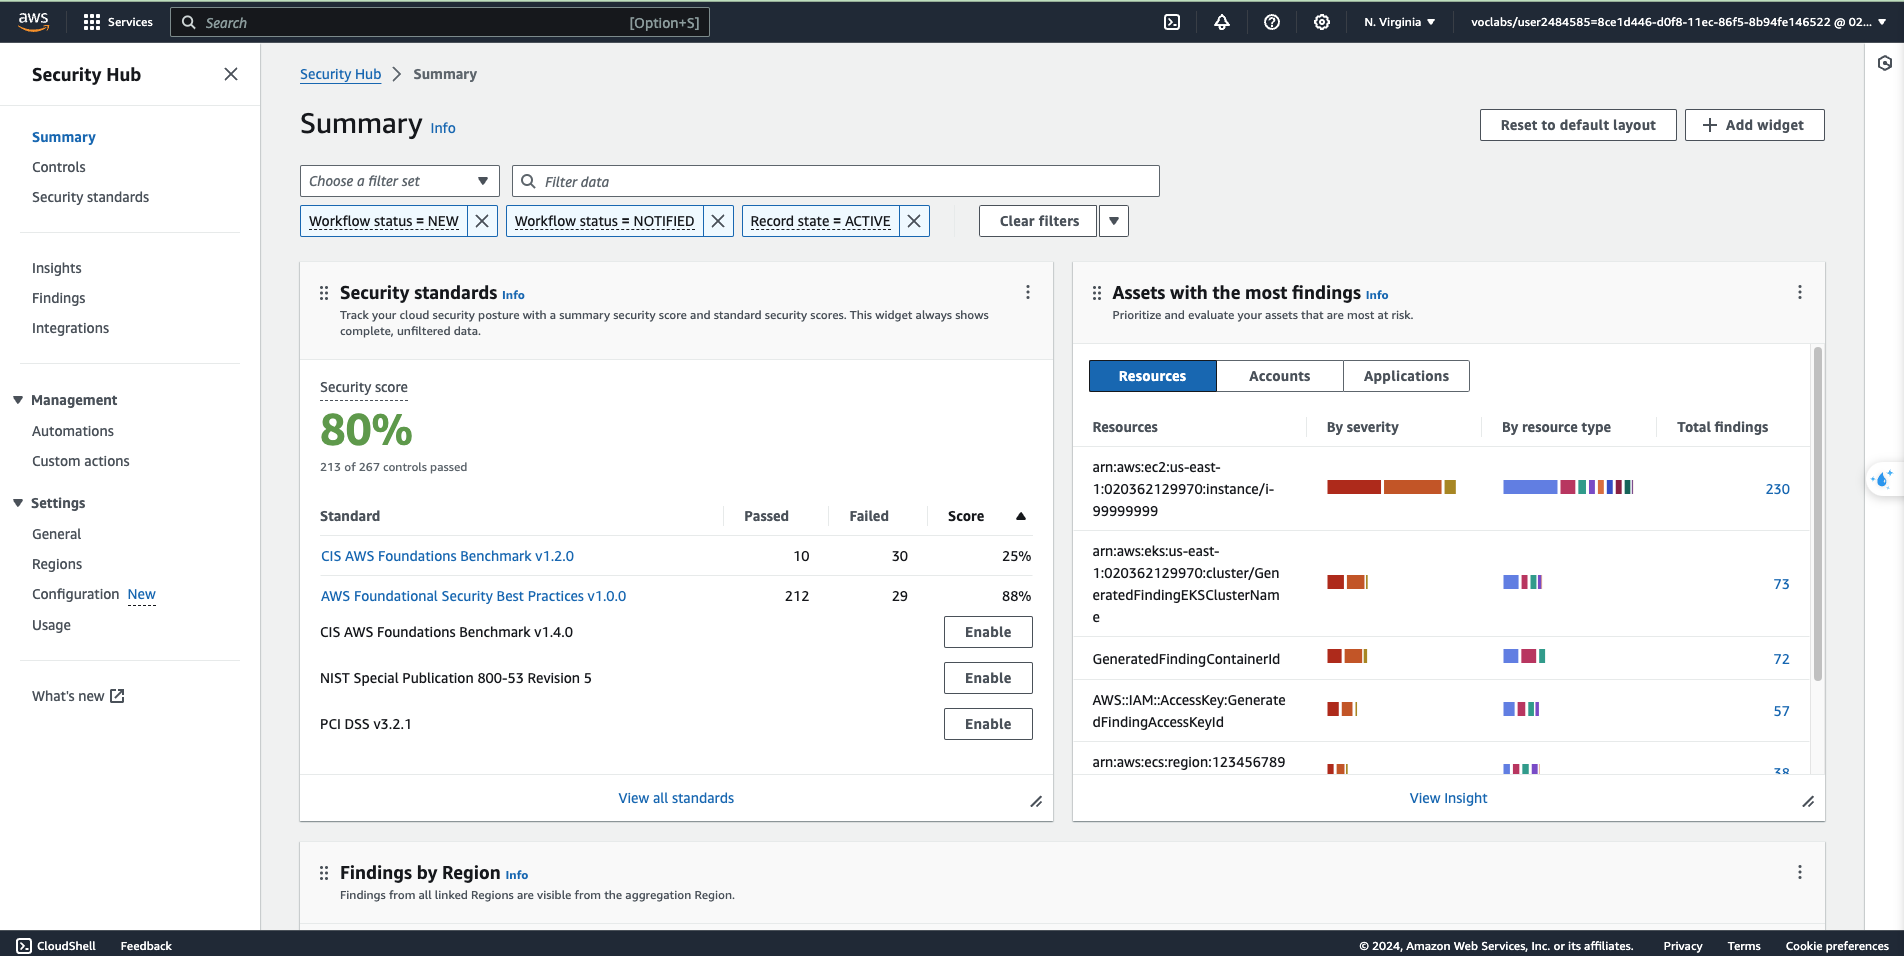 aws
Services
Search
[Option+S]
N. Virginia
voclabs/user2484585=8ce1d446-d0f8-11ec-86f5-8b94fe146522 @ 02...
Security Hub
Summary
Controls
Security standards
Insights
Findings
Integrations
Management
Automations
Custom actions
Settings
General
Regions
Configuration New
Usage
What's new
Security Hub > Summary
Summary Info
Reset to default layout
Add widget
Choose a filter set
Filter data
Workflow status = NEW
Workflow status = NOTIFIED
Record state = ACTIVE
Clear filters
Security standards Info
Track your cloud security posture with a summary security score and standard security scores. This widget always shows
complete, unfiltered data.
Security score
80%
213 of 267 controls passed
Standard Passed Failed Score
CIS AWS Foundations Benchmark v1.2.0 10 30 25%
AWS Foundational Security Best Practices v1.0.0 212 29 88%
CIS AWS Foundations Benchmark v1.4.0 Enable
NIST Special Publication 800-53 Revision 5 Enable
PCI DSS v3.2.1 Enable
View all standards
Assets with the most findings Info
Prioritize and evaluate your assets that are most at risk.
Resources Accounts Applications
Resources By severity By resource type Total findings
arn:aws:ec2:us-east-
1:020362129970:instance/i-
99999999
230
arn:aws:eks:us-east-
1:020362129970:cluster/Gen
eratedFindingEKSClusterNam
e
73
GeneratedFindingContainerId
72
AWS::IAM::AccessKey:Generate
dFindingAccessKeyId
57
arn:aws:ecs:region:123456789
38
View Insight
Findings by Region Info
Findings from all linked Regions are visible from the aggregation Region.
CloudShell
Feedback
© 2024, Amazon Web Services, Inc. or its affiliates.
Privacy
Terms
Cookie preferences